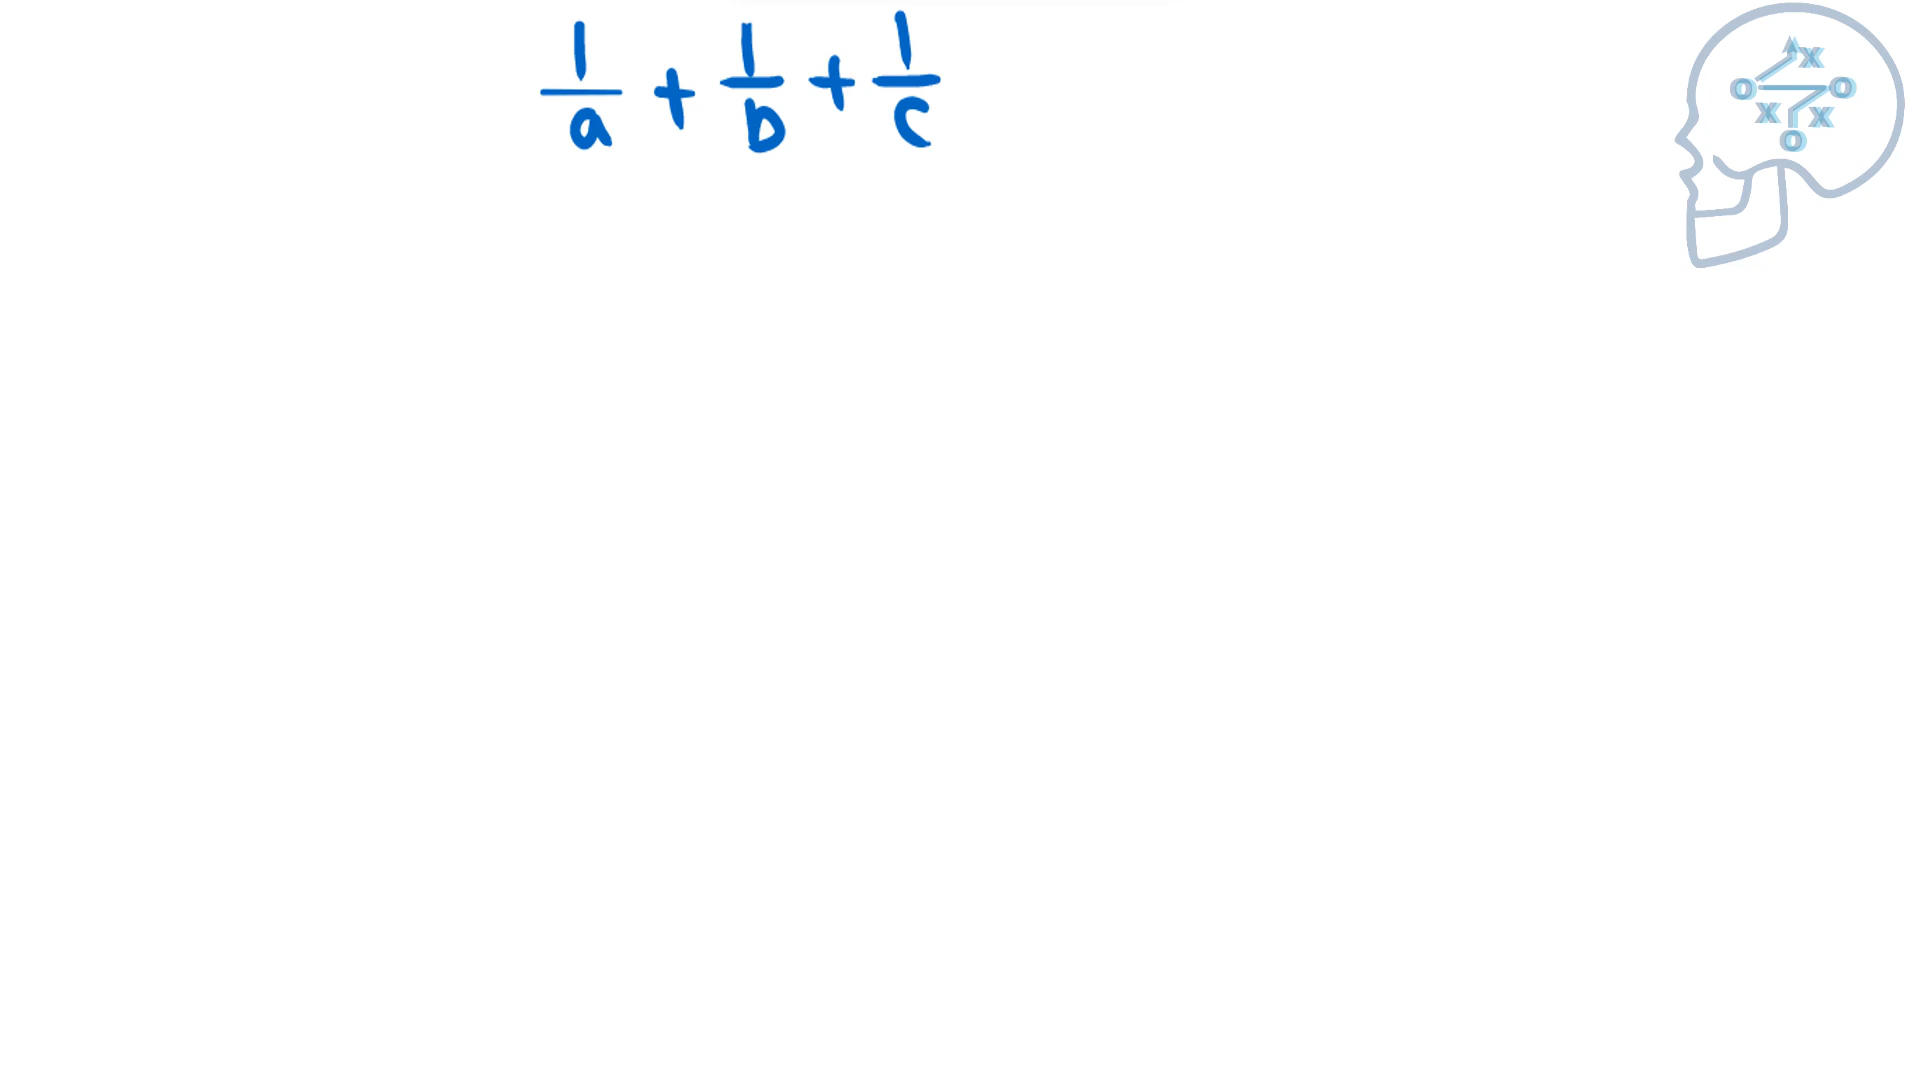 1/a + 1/b + 1/c
X
O O
X X
O